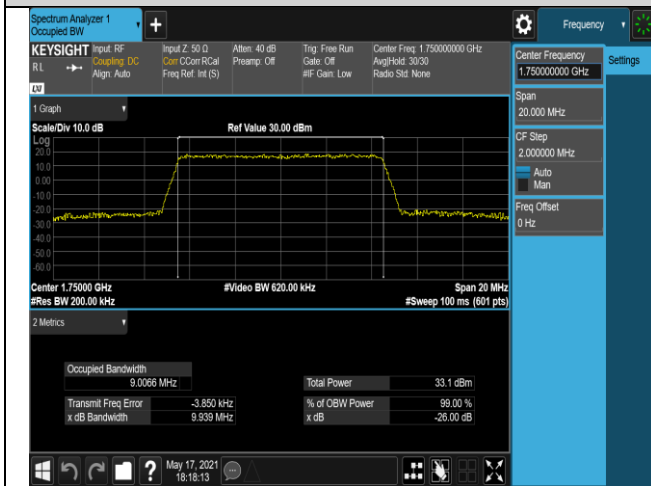 Spectrum Analyzer 1
Occupied BW
+
Frequency
KEYSIGHT
RL
LXI
Input: RF
Coupling: DC
Align: Auto
Input Z: 50 Ω
Corr CCorr RCal
Freq Ref: Int (S)
Atten: 40 dB
Preamp: Off
Trig: Free Run
Gate: Off
#IF Gain: Low
Center Freq: 1.750000000 GHz
Avg|Hold: 30/30
Radio Std: None
Center Frequency
1.750000000 GHz
Settings
Span
20.000 MHz
CF Step
2.000000 MHz
Auto
Man
Freq Offset
0 Hz
1 Graph
Scale/Div 10.0 dB
Ref Value 30.00 dBm
Log
20.0
10.0
0.00
-10.0
-20.0
-30.0
-40.0
-50.0
-60.0
Center 1.75000 GHz
#Video BW 620.00 kHz
Span 20 MHz
#Res BW 200.00 kHz
#Sweep 100 ms (601 pts)
2 Metrics
Occupied Bandwidth
9.0066 MHz
Total Power 33.1 dBm
Transmit Freq Error -3.850 kHz
% of OBW Power 99.00 %
x dB Bandwidth 9.939 MHz
x dB -26.00 dB
?
May 17, 2021
18:18:13